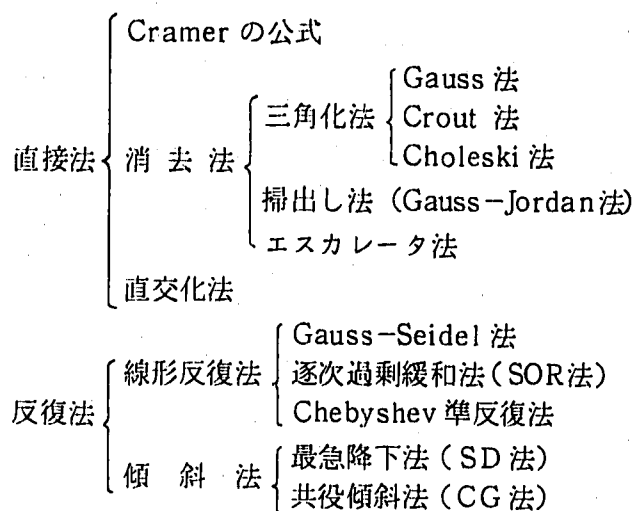 Cramer の公式
Gauss 法
三角化法
Crout 法
直接法
消去法
Choleski 法
掃出し法 (Gauss-Jordan法)
エスカレータ法
直交化法
Gauss-Seidel 法
線形反復法
逐次過剰緩和法(SOR法)
反復法
Chebyshev 準反復法
最急降下法(SD法)
傾斜法
共役傾斜法(CG法)